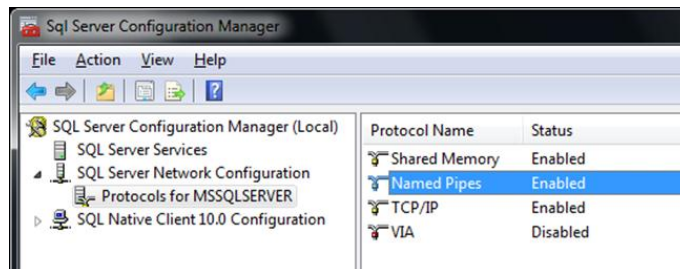 Sql Server Configuration Manager
File Action View Help
SQL Server Configuration Manager (Local)
SQL Server Services
SQL Server Network Configuration
Protocols for MSSQLSERVER
SQL Native Client 10.0 Configuration
Protocol Name Status
Shared Memory Enabled
Named Pipes Enabled
TCP/IP Enabled
VIA Disabled